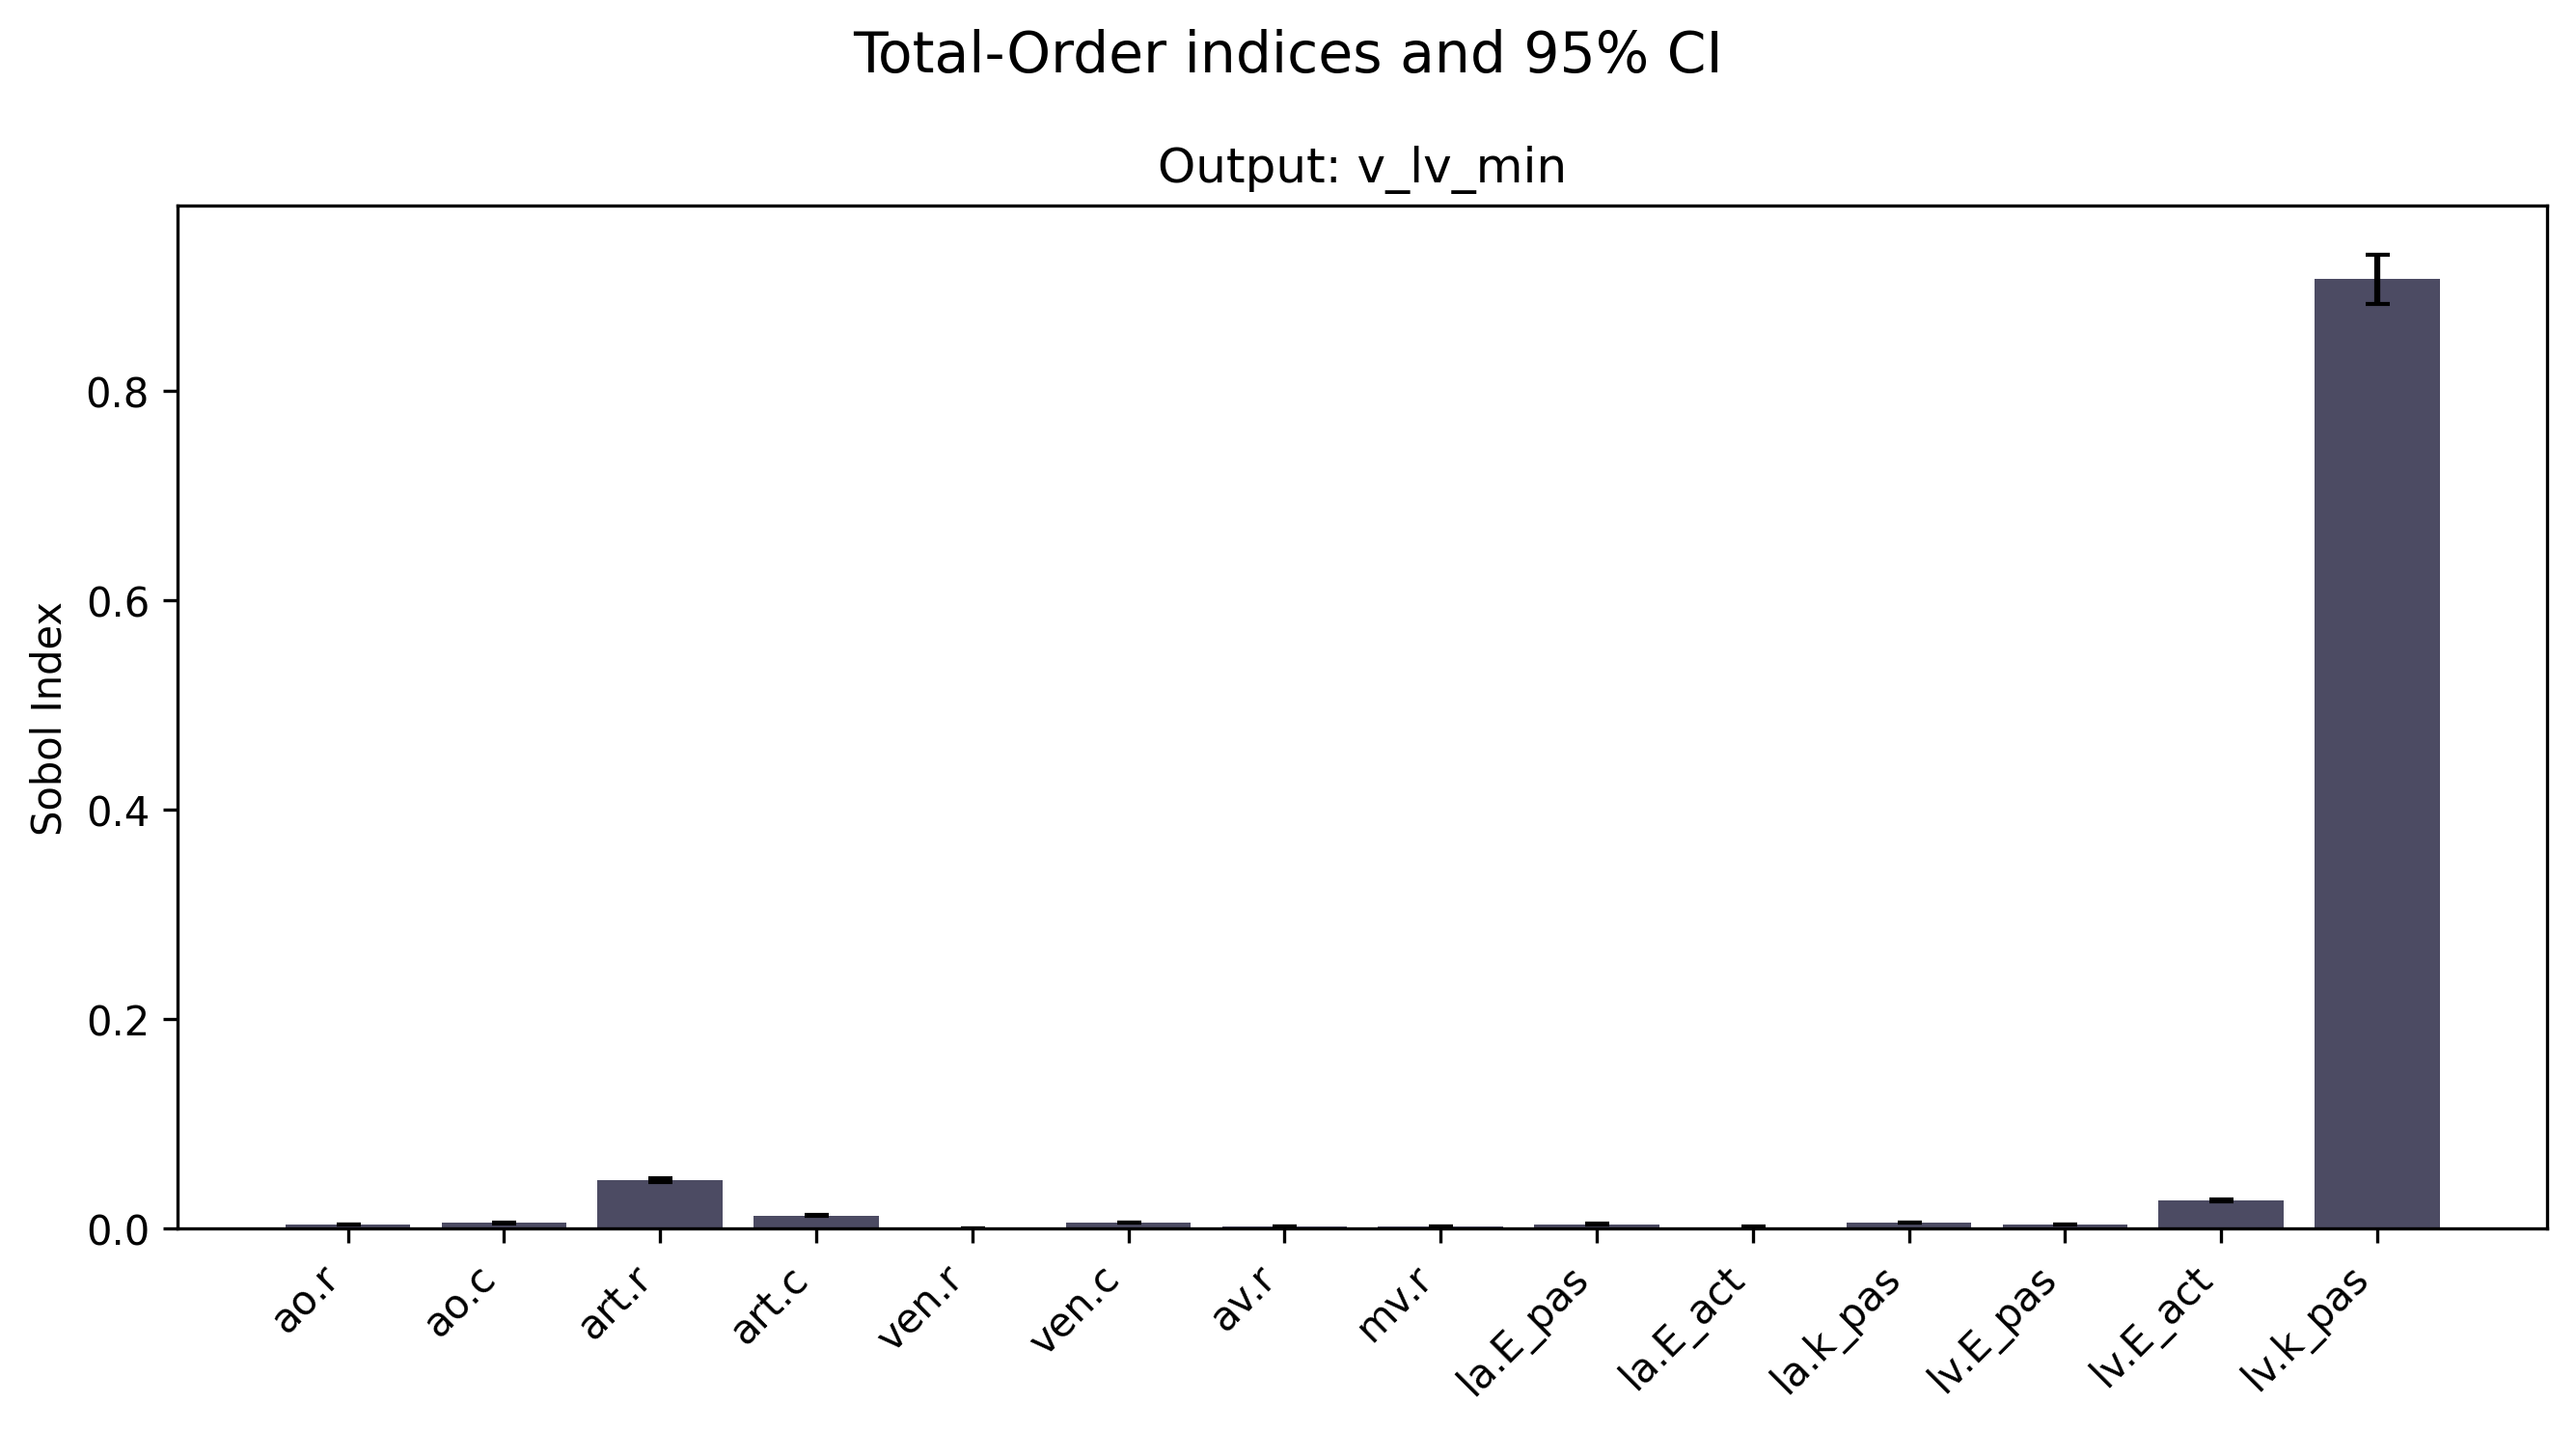 Total-Order indices and 95% CI
Output: v_lv_min
Sobol Index
0.8
0.6
0.4
0.2
0.0
ao.r
ao.c
art.r
art.c
ven.r
ven.c
av.r
mv.r
la.E_pas
la.E_act
la.k_pas
lv.E_pas
lv.E_act
lv.k_pas